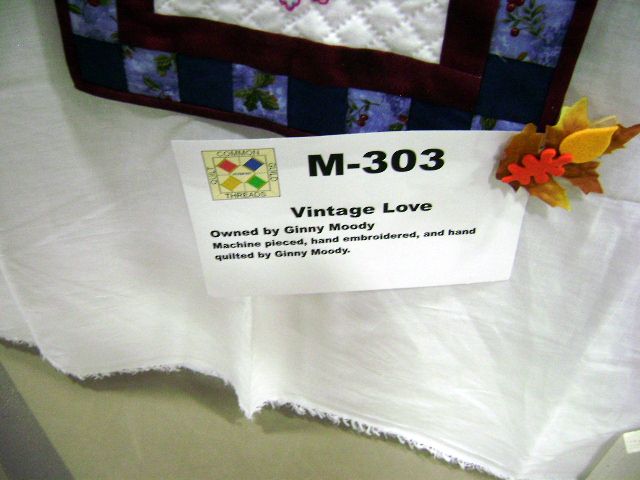 COMMON
QUILT GUILD
THREADS
M-303
Vintage Love
Owned by Ginny Moody
Machine pieced, hand embroidered, and hand
quilted by Ginny Moody.